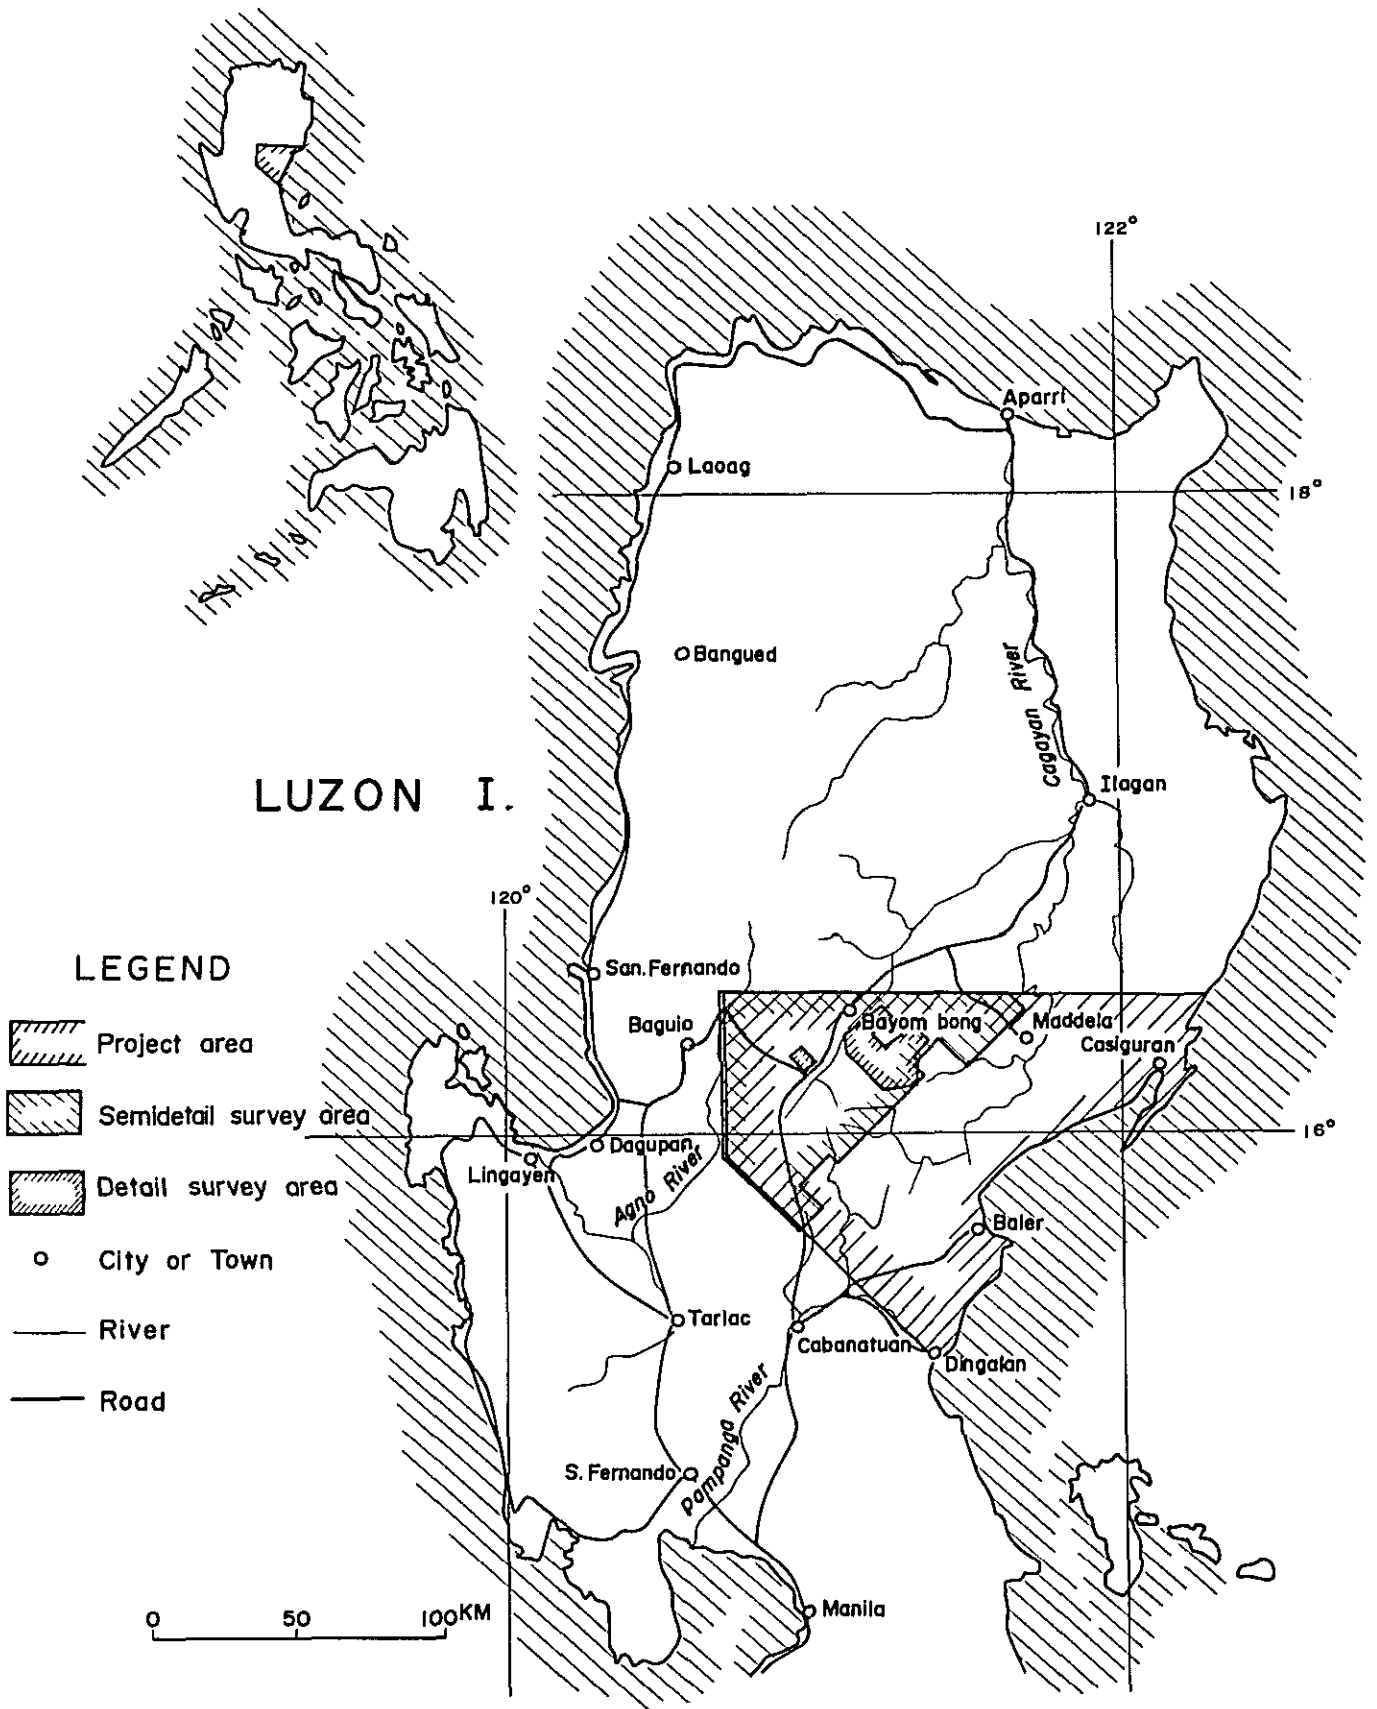 122°
Aparri
Laoag
18°
Bangued
Cagayan River
LUZON I.
Ilagan
120°
LEGEND
San. Fernando
Project area
Baguio
Bayom bong
Maddela
Casiguran
Semidetail survey area
16°
Dagupan
Lingayen
Agno River
Detail survey area
Baler
City or Town
River
Tarlac
Cabanatuan
Dingalan
Road
Pampanga River
S. Fernando
0 50 100KM
Manila